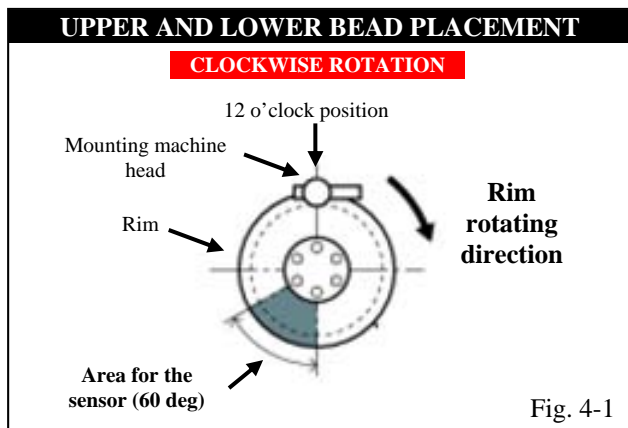 UPPER AND LOWER BEAD PLACEMENT
CLOCKWISE ROTATION
12 o’clock position
Mounting machine
head
Rim
Rim
rotating
direction
Area for the
sensor (60 deg)
Fig. 4-1